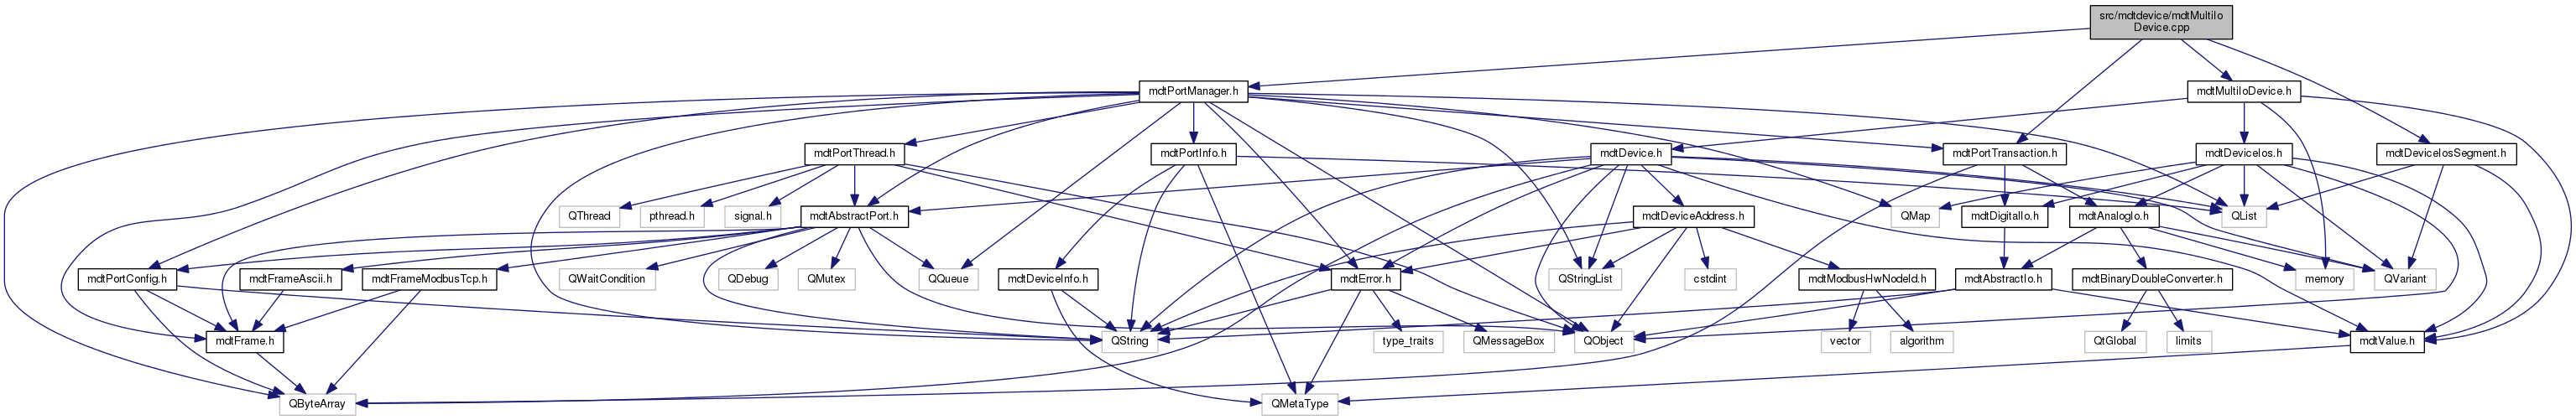 src/mdtdevice/mdtMultiIo
Device.cpp
mdtPortManager.h
mdtMultiIoDevice.h
mdtPortThread.h
mdtPortInfo.h
mdtDevice.h
mdtPortTransaction.h
mdtDeviceIos.h
mdtDeviceIosSegment.h
QThread
pthread.h
signal.h
mdtAbstractPort.h
mdtDeviceAddress.h
QMap
mdtDigitalIo.h
mdtAnalogIo.h
QList
mdtPortConfig.h
mdtFrameAscii.h
mdtFrameModbusTcp.h
QWaitCondition
QDebug
QMutex
QQueue
mdtDeviceInfo.h
mdtError.h
QStringList
cstdint
mdtModbusHwNodeId.h
mdtAbstractIo.h
mdtBinaryDoubleConverter.h
memory
QVariant
mdtFrame.h
QString
type_traits
QMessageBox
QObject
vector
algorithm
QtGlobal
limits
mdtValue.h
QByteArray
QMetaType